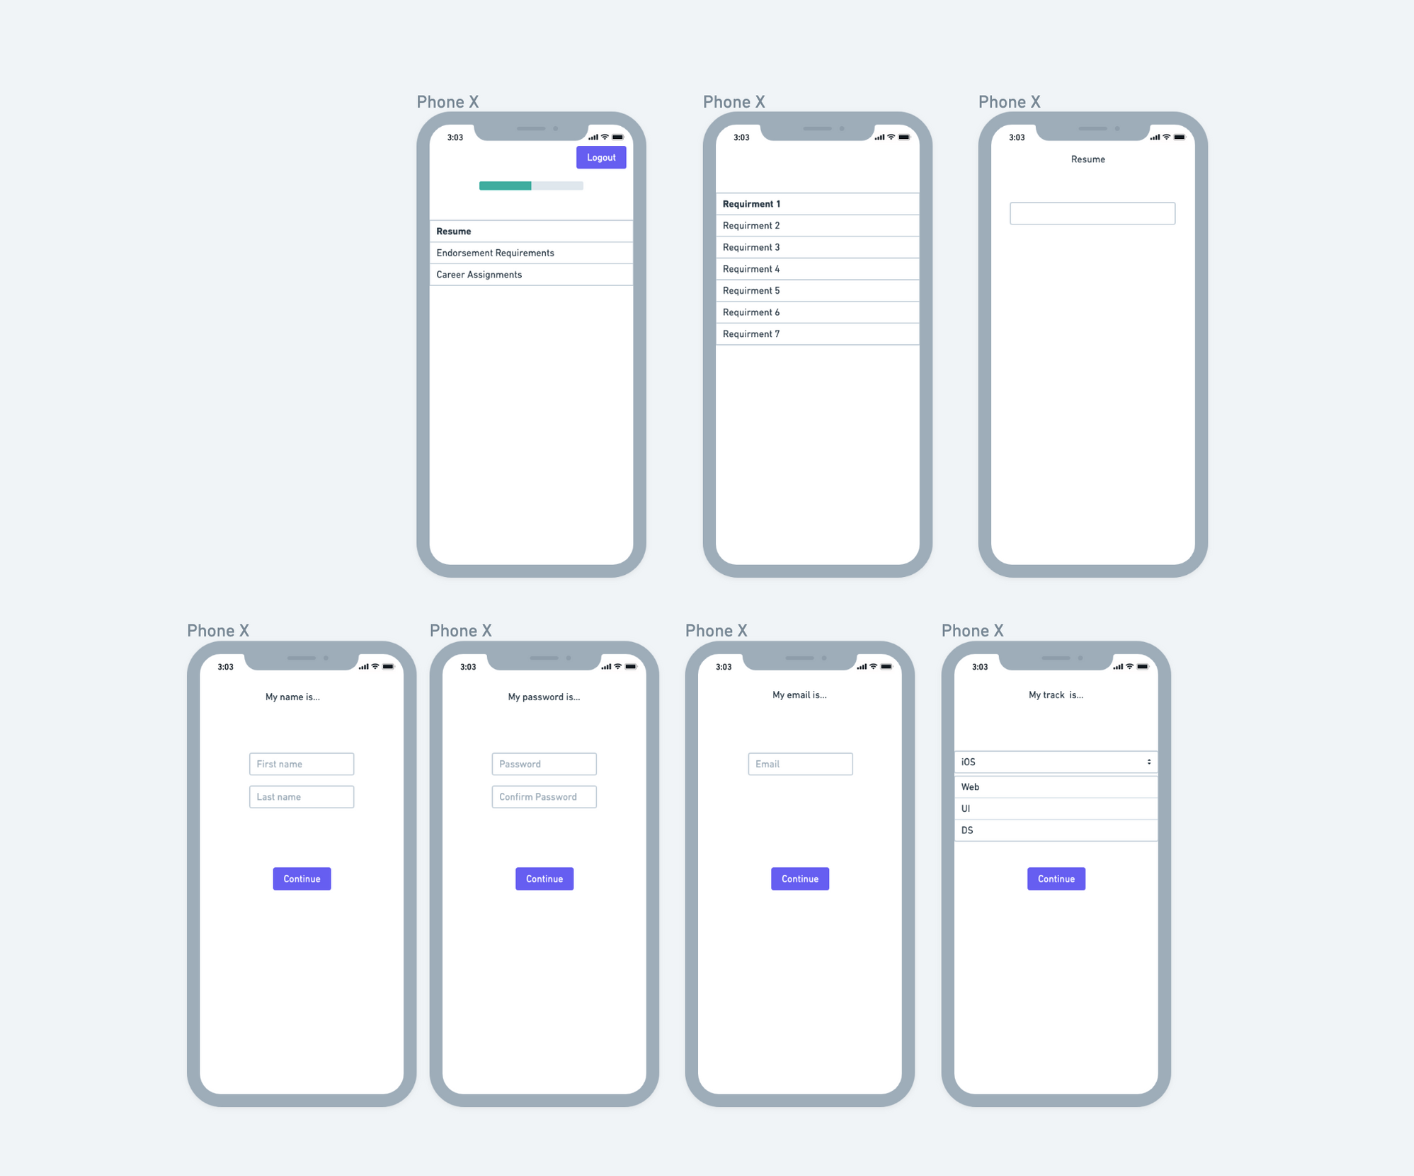 Phone X
3:03
Logout
Resume
Endorsement Requirements
Career Assignments
Phone X
3:03
Requirment 1
Requirment 2
Requirment 3
Requirment 4
Requirment 5
Requirment 6
Requirment 7
Phone X
3:03
Resume
Phone X
3:03
My name is...
First name
Last name
Continue
Phone X
3:03
My password is...
Password
Confirm Password
Continue
Phone X
3:03
My email is...
Email
Continue
Phone X
3:03
My track is...
iOS
Web
UI
DS
Continue